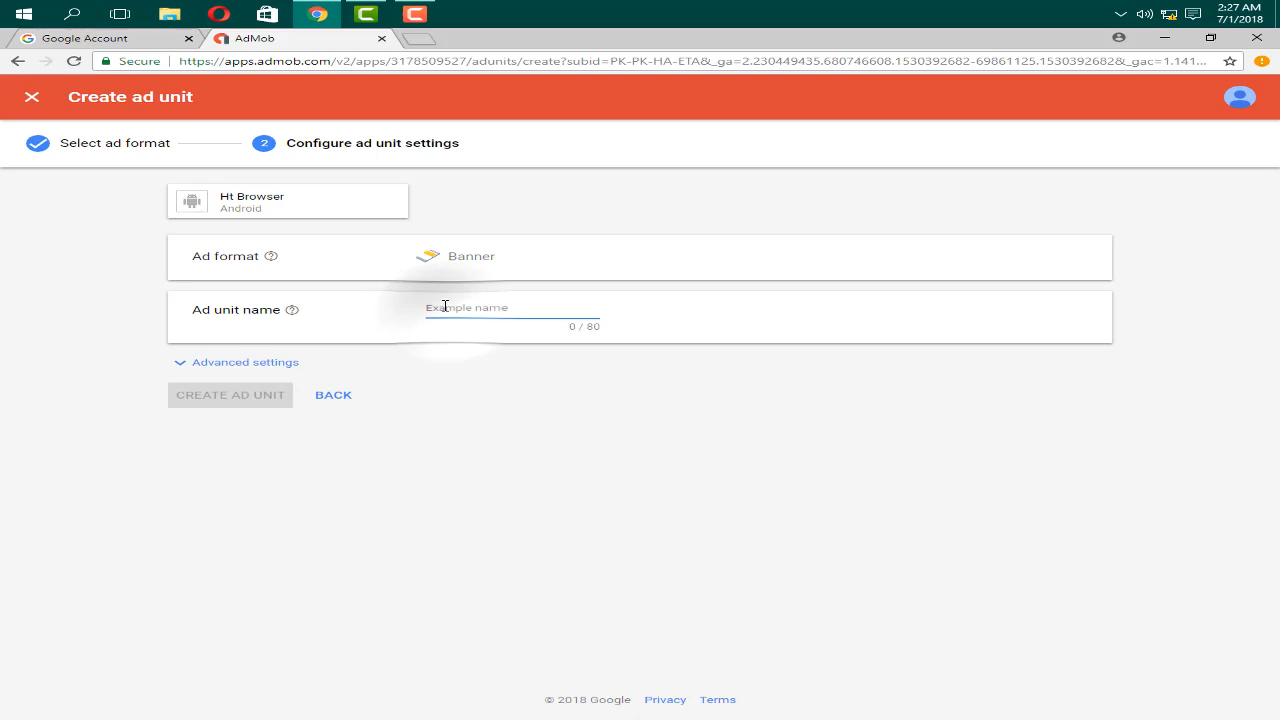 2:27 AM
7/1/2018
Google Account
AdMob
Secure
https://apps.admob.com/v2/apps/3178509527/adunits/create?subid=PK-PK-HA-ETA&_ga=2.230449435.680746608.1530392682-69861125.1530392682&_gac=1.141...
Create ad unit
Select ad format
2
Configure ad unit settings
Ht Browser
Android
Ad format
Banner
Ad unit name
Example name
0 / 80
Advanced settings
CREATE AD UNIT
BACK
© 2018 Google
Privacy
Terms